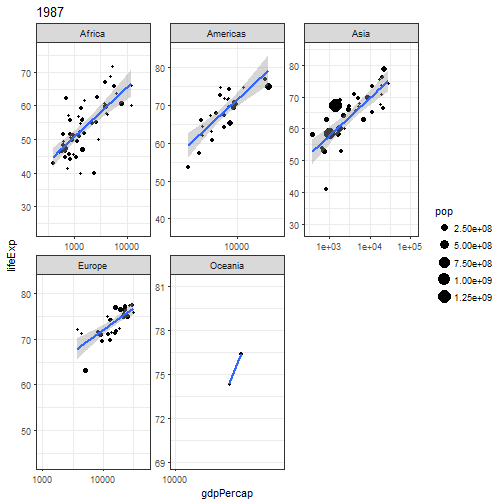 1987
Africa
Americas
Asia
70
60
50
40
30
1000
10000
80
70
60
50
40
10000
80
70
60
50
40
30
1e+03
1e+04
1e+05
lifeExp
Europe
Oceania
80
70
60
50
1000
10000
81
78
75
72
69
10000
gdpPercap
pop
2.50e+08
5.00e+08
7.50e+08
1.00e+09
1.25e+09